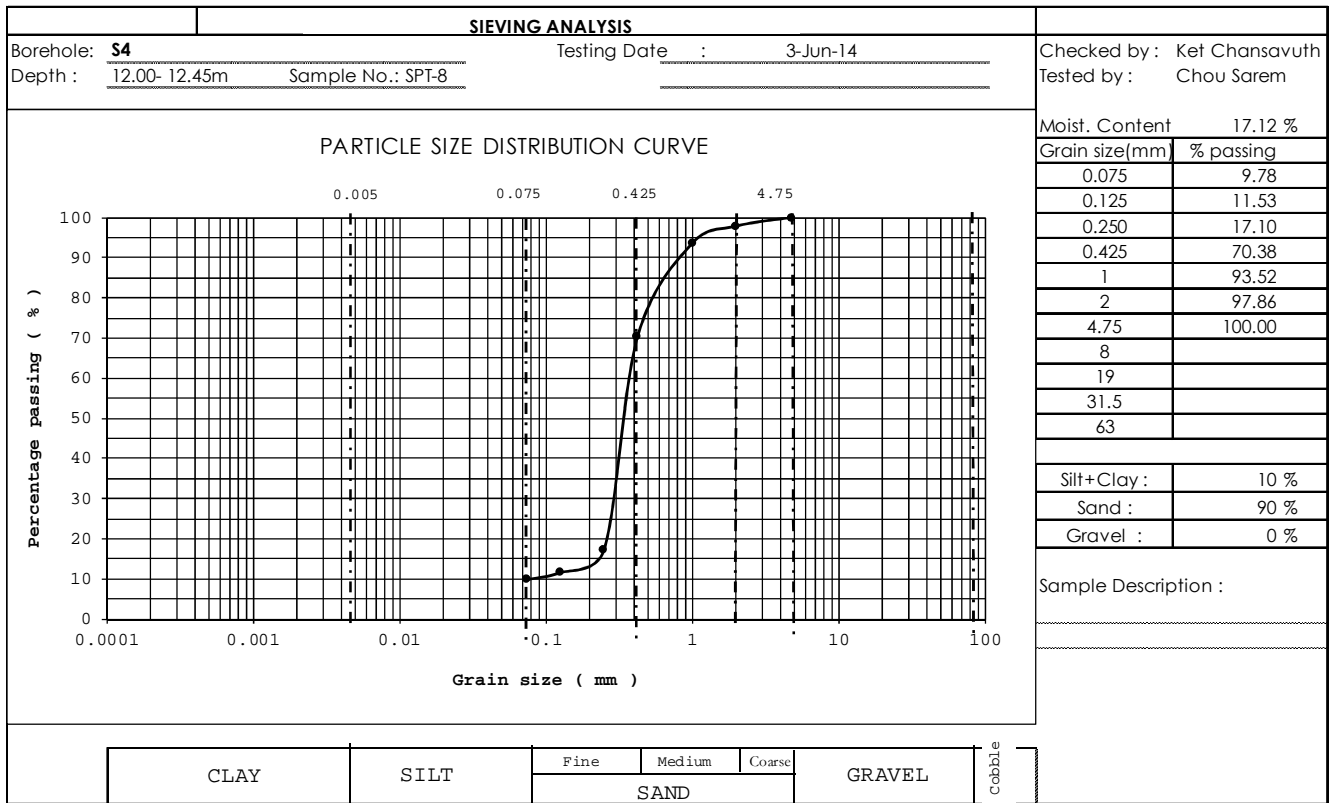 SIEVING ANALYSIS
Borehole: S4 Testing Date : 3-Jun-14
Depth : 12.00- 12.45m Sample No.: SPT-8
Checked by : Ket Chansavuth
Tested by : Chou Sarem
Moist. Content 17.12 %
Grain size(mm) % passing
0.075 9.78
0.125 11.53
0.250 17.10
0.425 70.38
1 93.52
2 97.86
4.75 100.00
8
19
31.5
63
Silt+Clay : 10 %
Sand : 90 %
Gravel : 0 %
Sample Description :
PARTICLE SIZE DISTRIBUTION CURVE
0.005 0.075 0.425 4.75
100
90
80
70
60
50
40
30
20
10
0
Percentage passing ( % )
0.0001 0.001 0.01 0.1 1 10 100
Grain size ( mm )
CLAY SILT Fine Medium Coarse GRAVEL Cobble
SAND